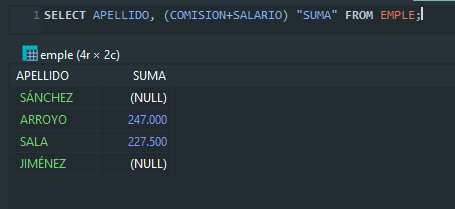 1 SELECT APELLIDO, (COMISION+SALARIO) "SUMA" FROM EMPLE;
emple (4r × 2c)
APELLIDO SUMA
SÁNCHEZ (NULL)
ARROYO 247.000
SALA 227.500
JIMÉNEZ (NULL)